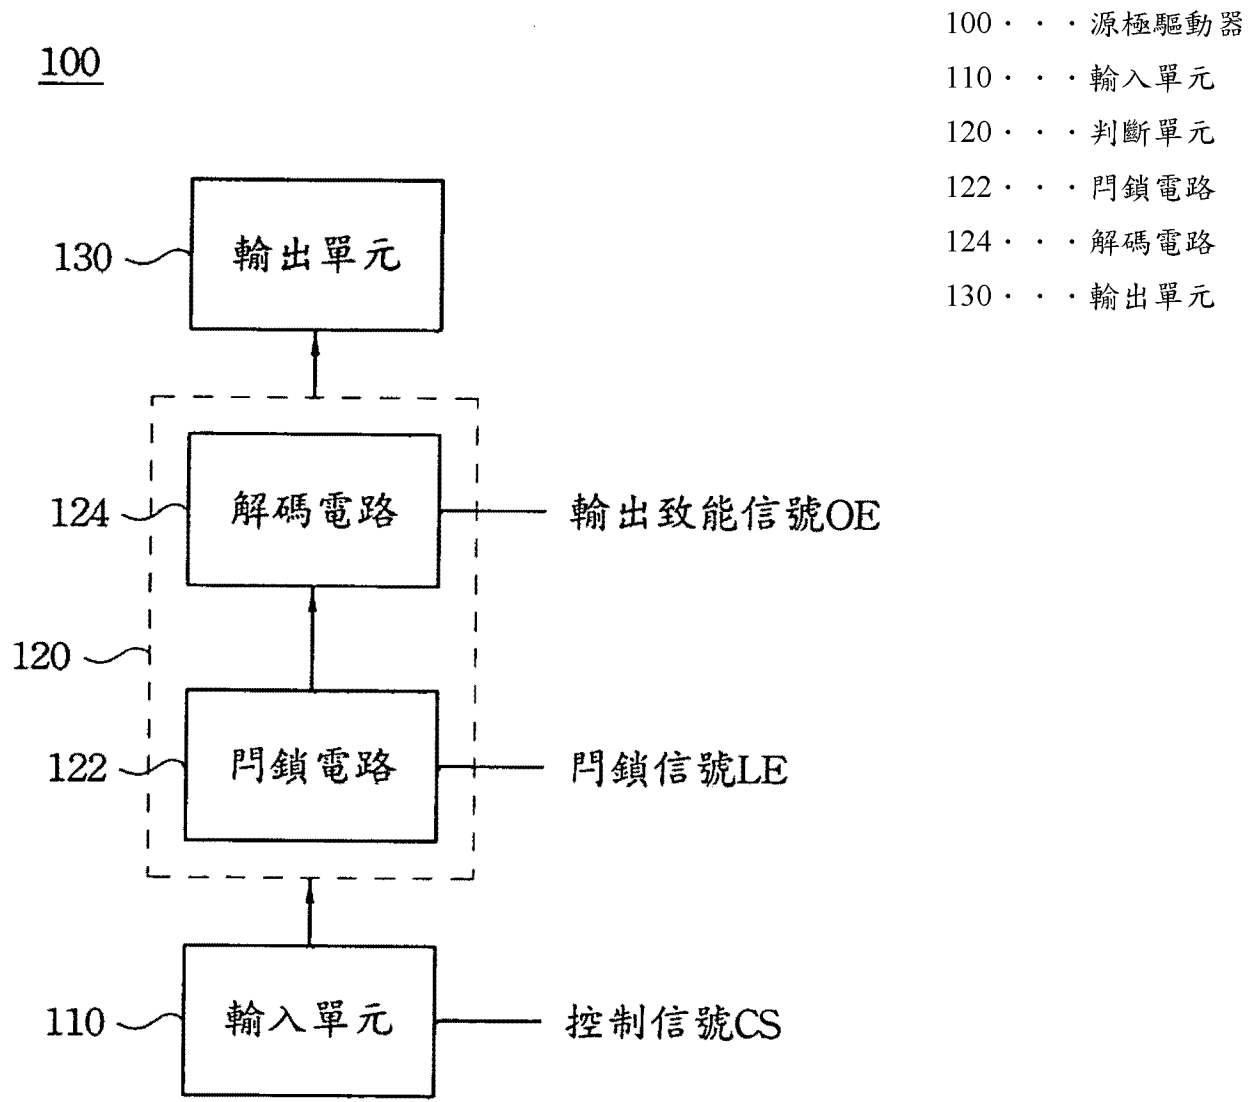 100
130
輸出單元
124
解碼電路
輸出致能信號OE
120
122
閂鎖電路
閂鎖信號LE
110
輸入單元
控制信號CS
100···源極驅動器
110···輸入單元
120···判斷單元
122···閂鎖電路
124···解碼電路
130···輸出單元